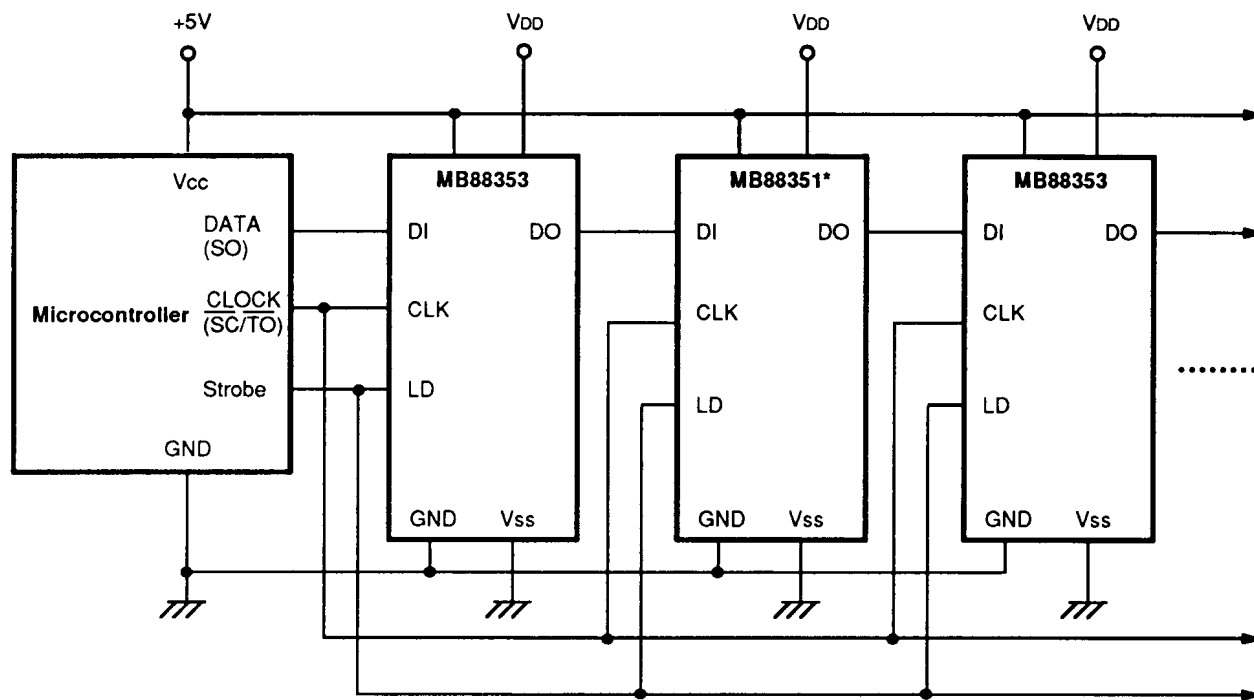 +5V
VDD
VDD
VDD
Vcc
MB88353
MB88351*
MB88353
DATA
(SO)
DI
DO
DI
DO
DI
DO
Microcontroller
CLOCK
(SC/TO)
CLK
CLK
CLK
Strobe
LD
LD
LD
GND
GND
Vss
GND
Vss
GND
Vss